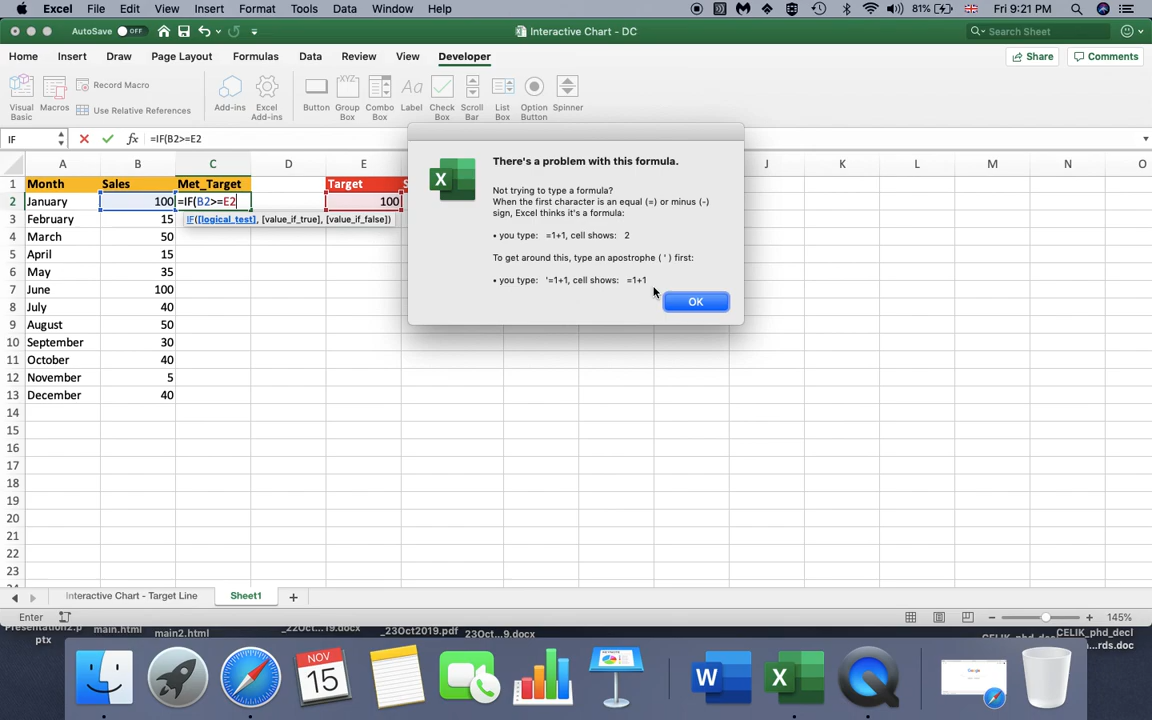 Excel File Edit View Insert Format Tools Data Window Help 81% Fri 9:21 PM
AutoSave OFF Interactive Chart - DC Search Sheet
Home Insert Draw Page Layout Formulas Data Review View Developer Share Comments
Visual Basic Macros Record Macro Use Relative References Add-ins Excel Add-ins Button Group Box Combo Box Label Check Box Scroll Bar List Box Option Button Spinner
IF fx =IF(B2>=E2
A B C D E J K L M N O
1 Month Sales Met_Target Target S
2 January 100 =IF(B2>=E2 100
IF([logical_test], [value_if_true], [value_if_false])
3 February 15
4 March 50
5 April 15
6 May 35
7 June 100
8 July 40
9 August 50
10 September 30
11 October 40
12 November 5
13 December 40
14
15
16
17
18
19
20
21
22
23
There's a problem with this formula.
Not trying to type a formula?
When the first character is an equal (=) or minus (-)
sign, Excel thinks it's a formula:
• you type: =1+1, cell shows: 2
To get around this, type an apostrophe ( ' ) first:
• you type: '=1+1, cell shows: =1+1
OK
Interactive Chart - Target Line Sheet1 +
Enter 145%
ptx main.html main2.html _22Oct...19.docx _23Oct2019.pdf 23Oct...9.docx CELIK_phd_decl
...rds.doc
NOV
15
W X